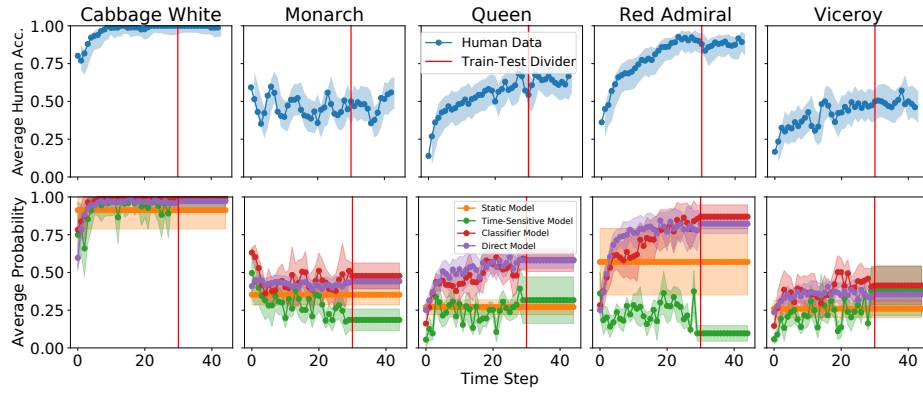 Cabbage White Monarch Queen Red Admiral Viceroy
Average Human Acc.
1.00
0.75
0.50
0.25
0.00
Human Data
Train-Test Divider
Average Probability
1.00
0.75
0.50
0.25
0.00
Static Model
Time-Sensitive Model
Classifier Model
Direct Model
0 20 40 0 20 40 0 20 40 0 20 40 0 20 40
Time Step